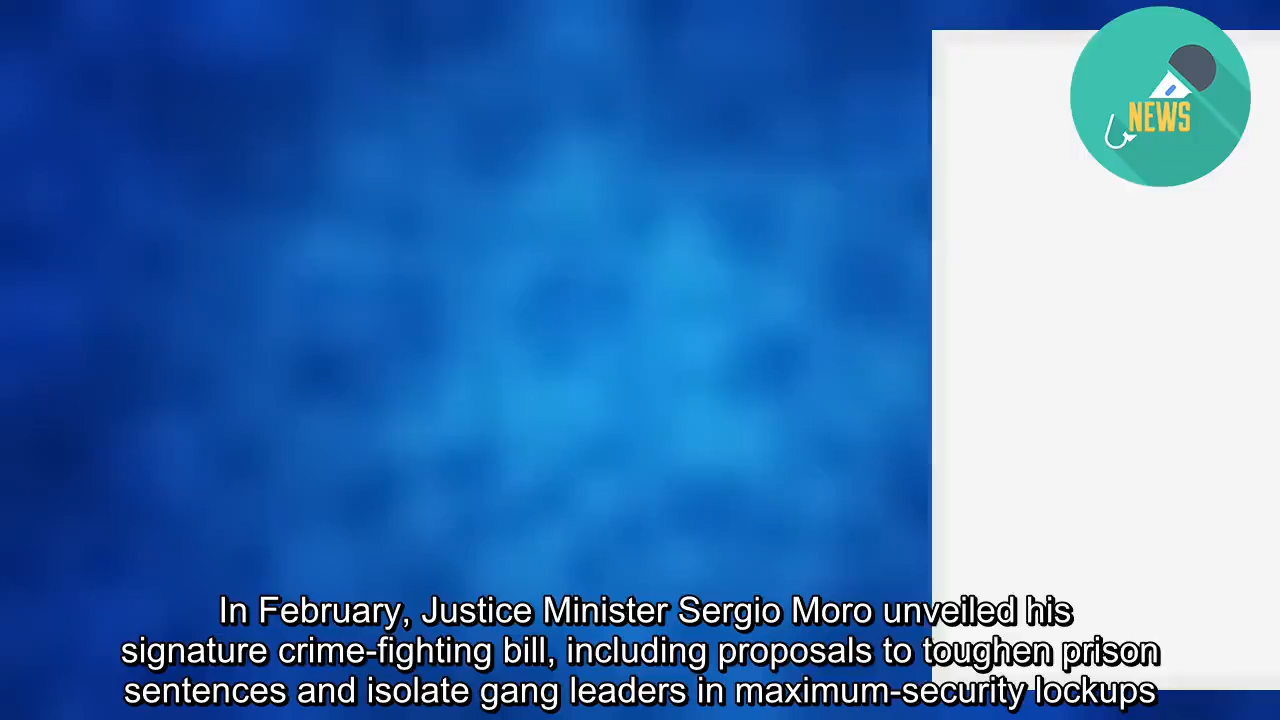 NEWS
In February, Justice Minister Sergio Moro unveiled his
signature crime-fighting bill, including proposals to toughen prison
sentences and isolate gang leaders in maximum-security lockups